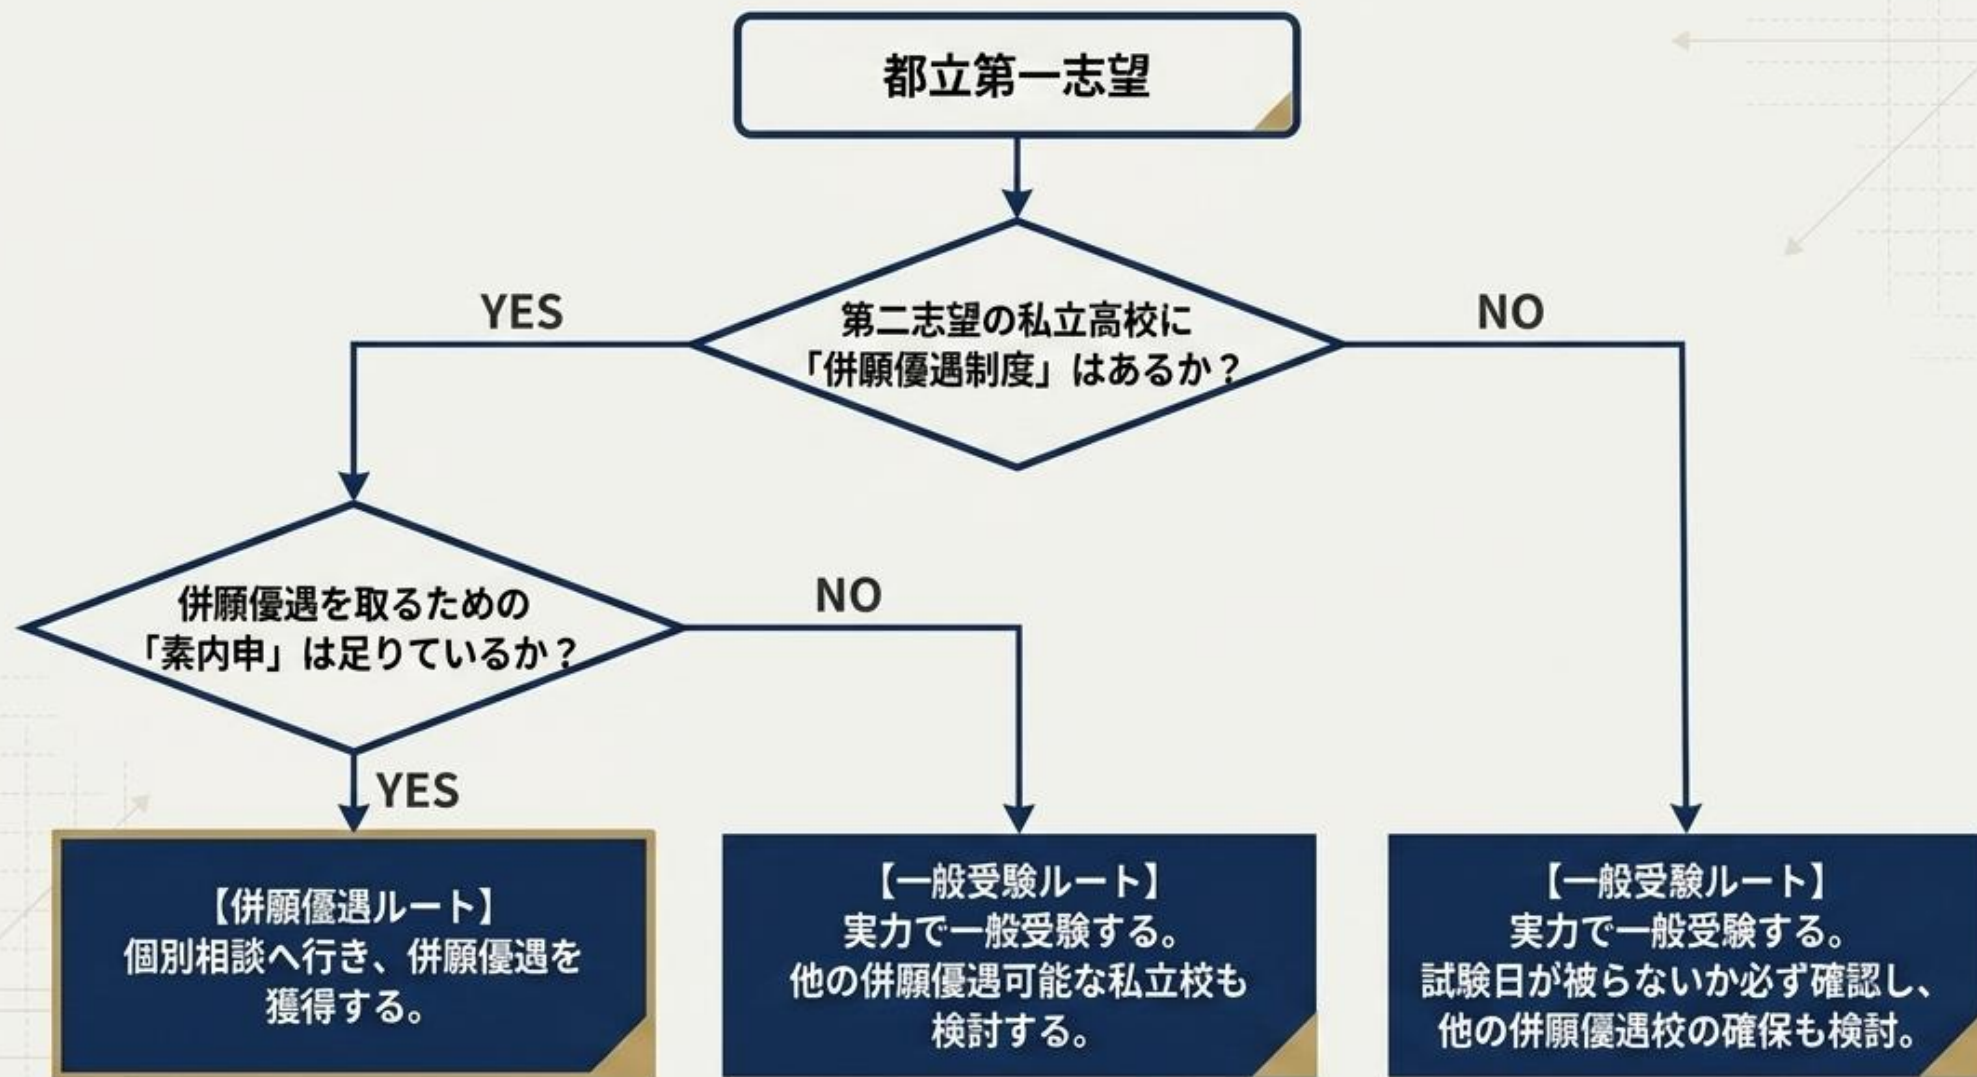 都立第一志望
第二志望の私立高校に
「併願優遇制度」はあるか？
YES
NO
併願優遇を取るための
「素内申」は足りているか？
NO
YES
【併願優遇ルート】
個別相談へ行き、併願優遇を
獲得する。
【一般受験ルート】
実力で一般受験する。
他の併願優遇可能な私立校も
検討する。
【一般受験ルート】
実力で一般受験する。
試験日が被らないか必ず確認し、
他の併願優遇校の確保も検討。